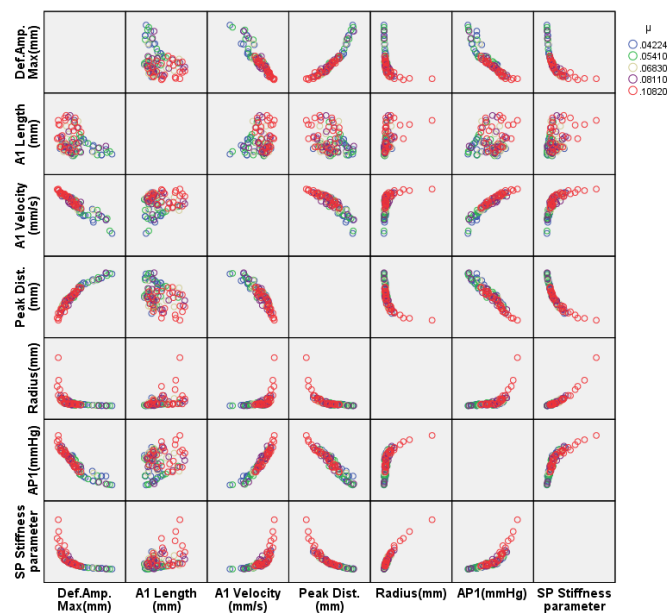 μ
.04224
.05410
.06830
.08110
.10820
Def.Amp.
Max(mm)
A1 Length
(mm)
A1 Velocity
(mm/s)
Peak Dist.
(mm)
Radius(mm)
AP1(mmHg)
SP Stiffness
parameter
Def.Amp.
Max(mm)
A1 Length
(mm)
A1 Velocity
(mm/s)
Peak Dist.
(mm)
Radius(mm)
AP1(mmHg)
SP Stiffness
parameter